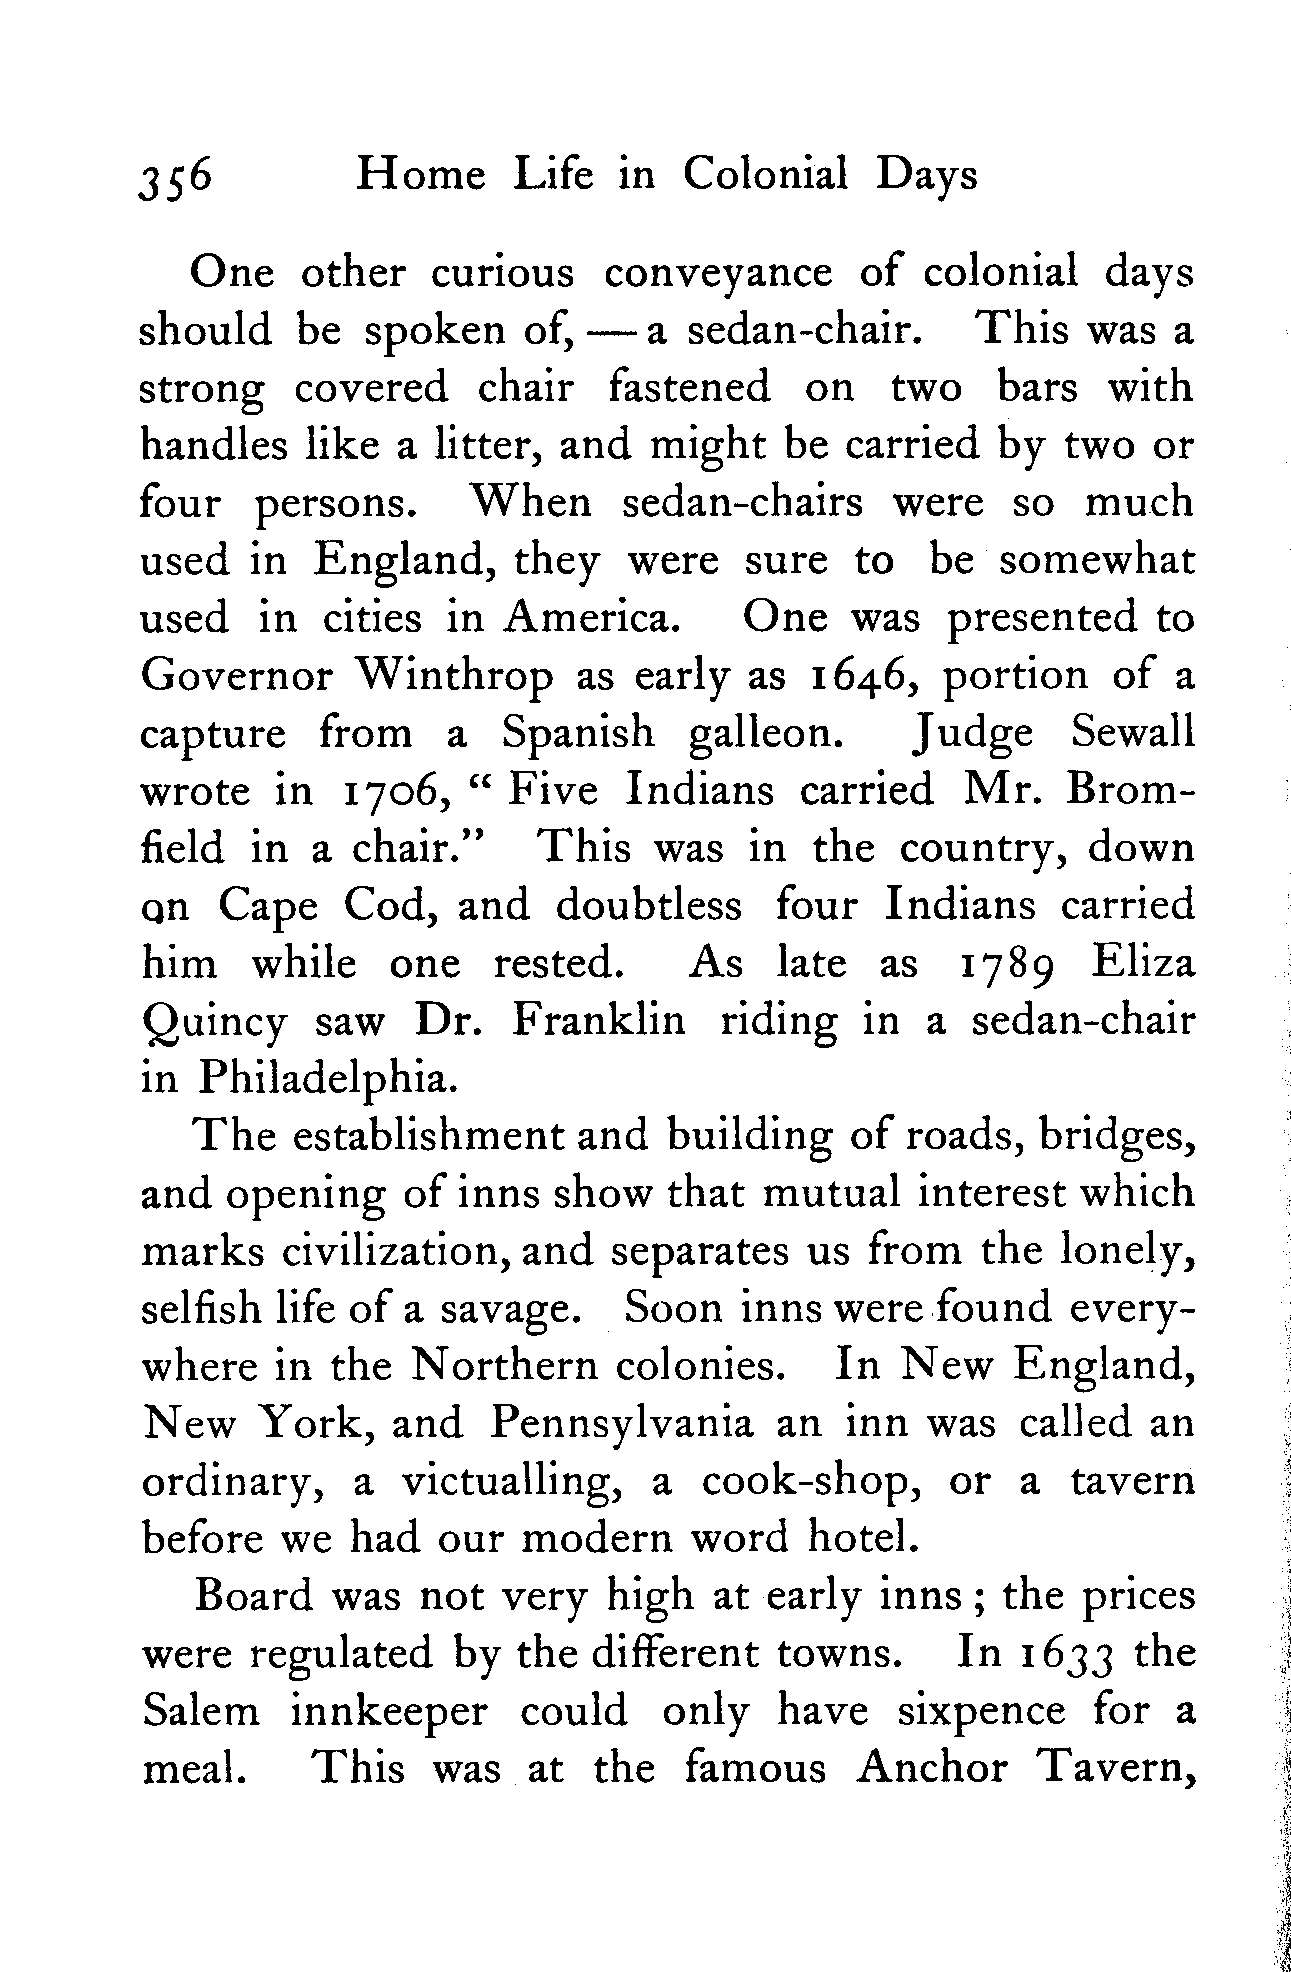 356 Home Life in Colonial Days
One other curious conveyance of colonial days
should be spoken of, — a sedan-chair. This was a
strong covered chair fastened on two bars with
handles like a litter, and might be carried by two or
four persons. When sedan-chairs were so much
used in England, they were sure to be somewhat
used in cities in America. One was presented to
Governor Winthrop as early as 1646, portion of a
capture from a Spanish galleon. Judge Sewall
wrote in 1706, “ Five Indians carried Mr. Brom-
field in a chair.” This was in the country, down
on Cape Cod, and doubtless four Indians carried
him while one rested. As late as 1789 Eliza
Quincy saw Dr. Franklin riding in a sedan-chair
in Philadelphia.
The establishment and building of roads, bridges,
and opening of inns show that mutual interest which
marks civilization, and separates us from the lonely,
selfish life of a savage. Soon inns were found every-
where in the Northern colonies. In New England,
New York, and Pennsylvania an inn was called an
ordinary, a victualling, a cook-shop, or a tavern
before we had our modern word hotel.
Board was not very high at early inns ; the prices
were regulated by the different towns. In 1633 the
Salem innkeeper could only have sixpence for a
meal. This was at the famous Anchor Tavern,